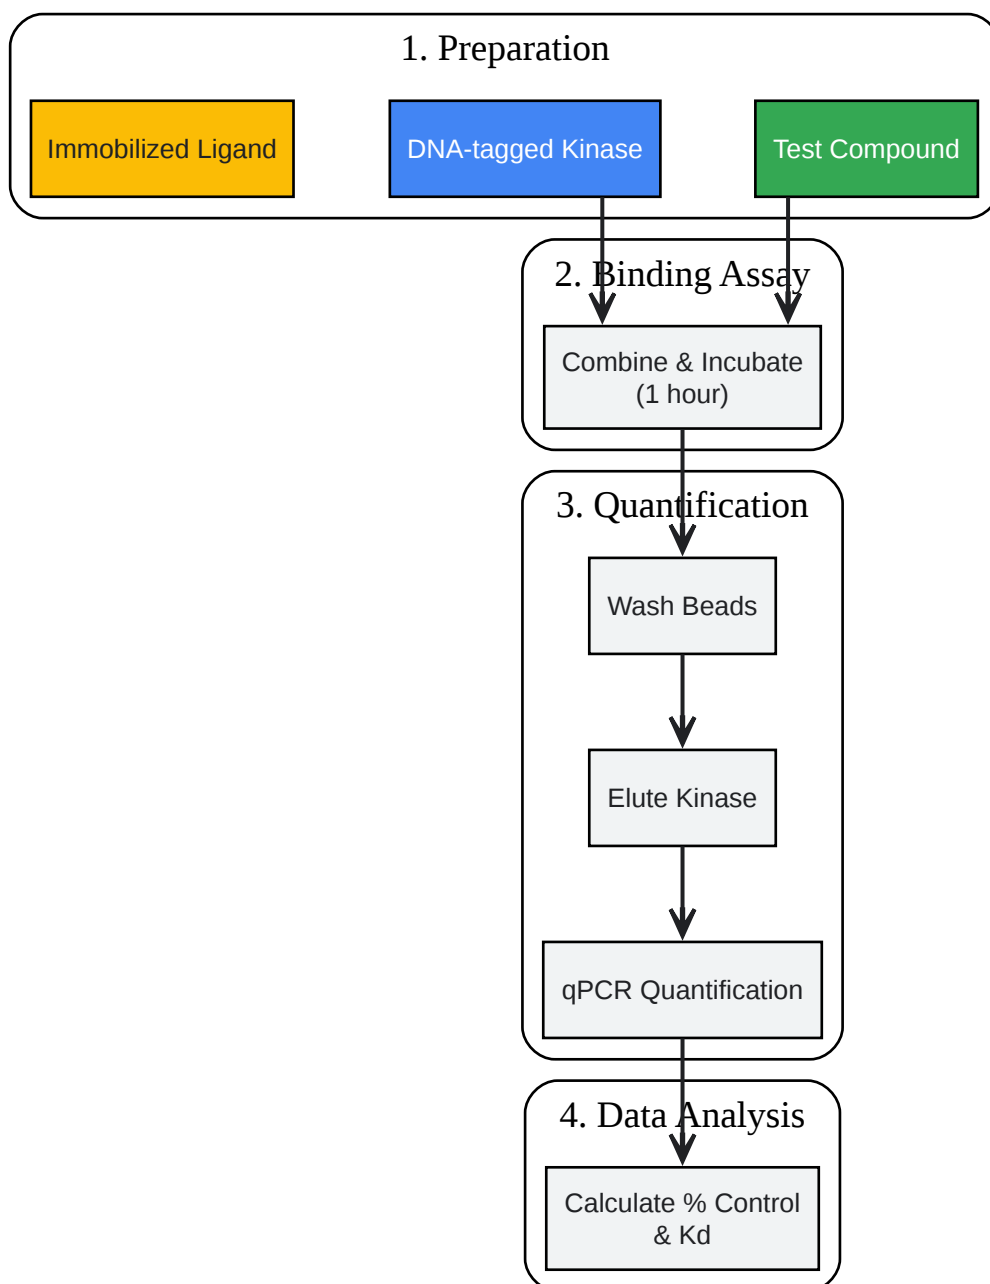 1. Preparation
Immobilized Ligand
DNA-tagged Kinase
Test Compound
2. Binding Assay
Combine & Incubate
(1 hour)
3. Quantification
Wash Beads
Elute Kinase
qPCR Quantification
4. Data Analysis
Calculate % Control
& Kd